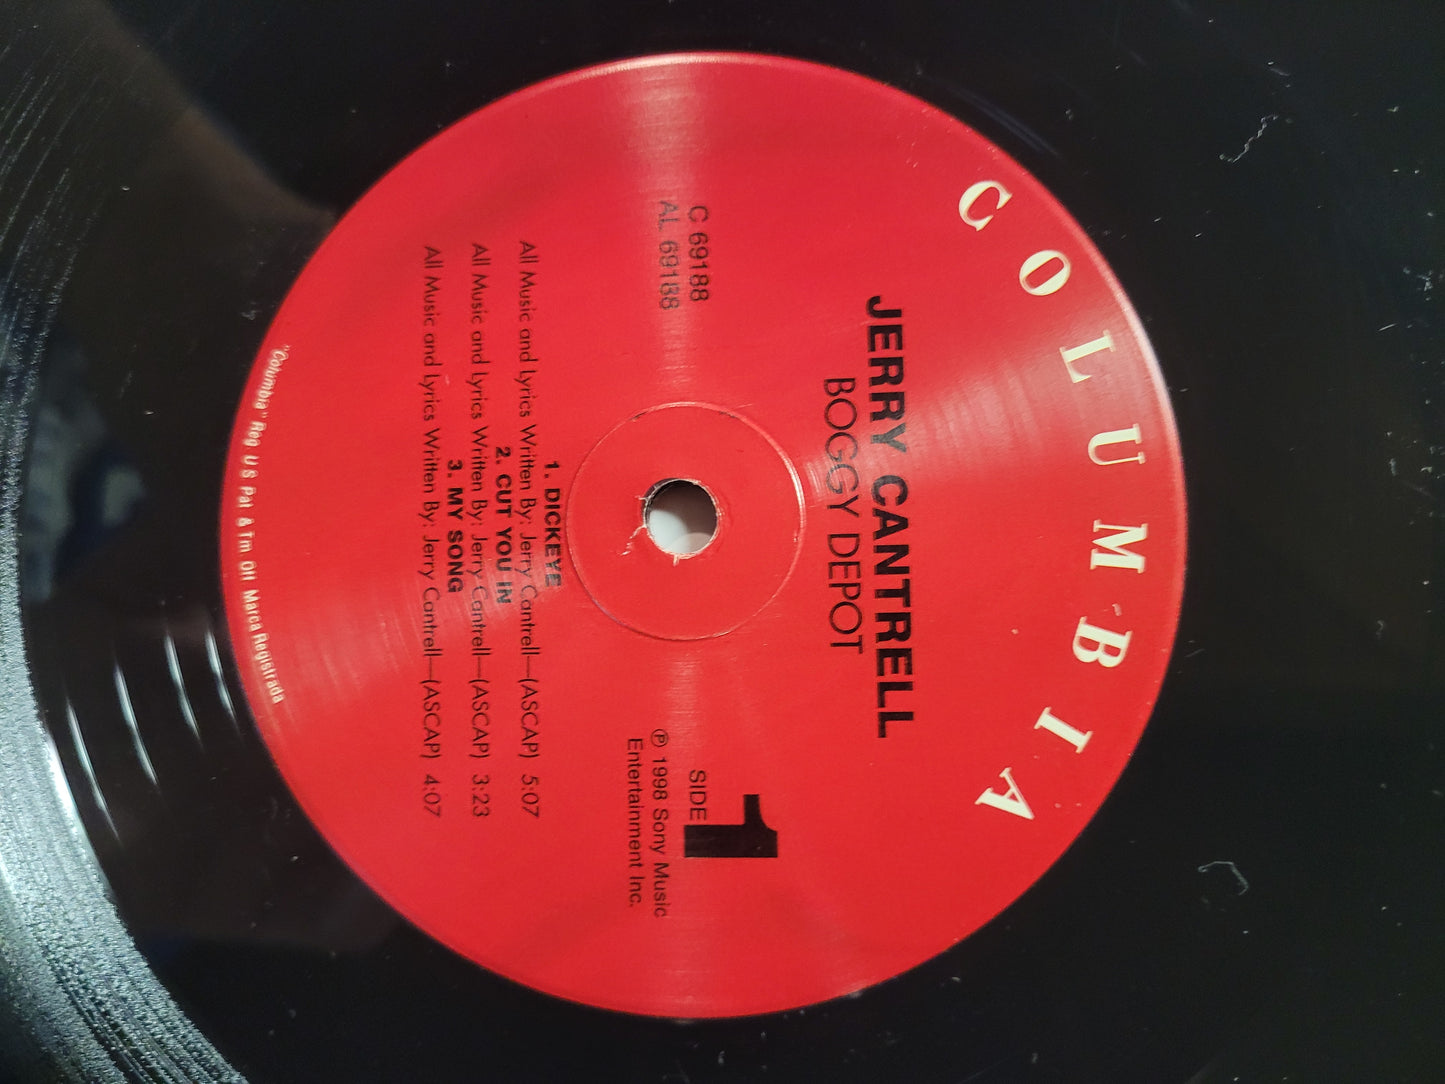 COLUMBIA
JERRY CANTRELL
BOGGY DEPOT
C 69188
AL 69188
SIDE 1
℗ 1998 Sony Music
Entertainment Inc.
1. DICKEYE
All Music and Lyrics Written By: Jerry Cantrell—(ASCAP) 5:07
2. CUT YOU IN
All Music and Lyrics Written By: Jerry Cantrell—(ASCAP) 3:23
3. MY SONG
All Music and Lyrics Written By: Jerry Cantrell—(ASCAP) 4:07
"Columbia" Reg U S Pat & Tm Off Marca Registrada